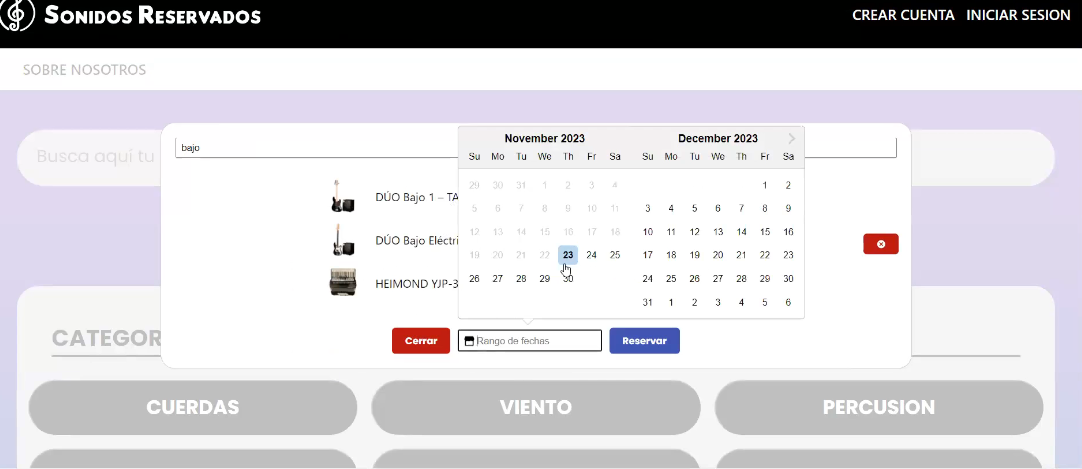 SONIDOS RESERVADOS
CREAR CUENTA INICIAR SESION
SOBRE NOSOTROS
Busca aquí tu
bajo
DÚO Bajo 1 – TA
DÚO Bajo Eléctri
HEIMOND YJP-3
November 2023
Su Mo Tu We Th Fr Sa
29 30 31 1 2 3 4
5 6 7 8 9 10 11
12 13 14 15 16 17 18
19 20 21 22 23 24 25
26 27 28 29 30
December 2023
Su Mo Tu We Th Fr Sa
1 2
3 4 5 6 7 8 9
10 11 12 13 14 15 16
17 18 19 20 21 22 23
24 25 26 27 28 29 30
31 1 2 3 4 5 6
Cerrar Rango de fechas Reservar
CATEGOR
CUERDAS VIENTO PERCUSION